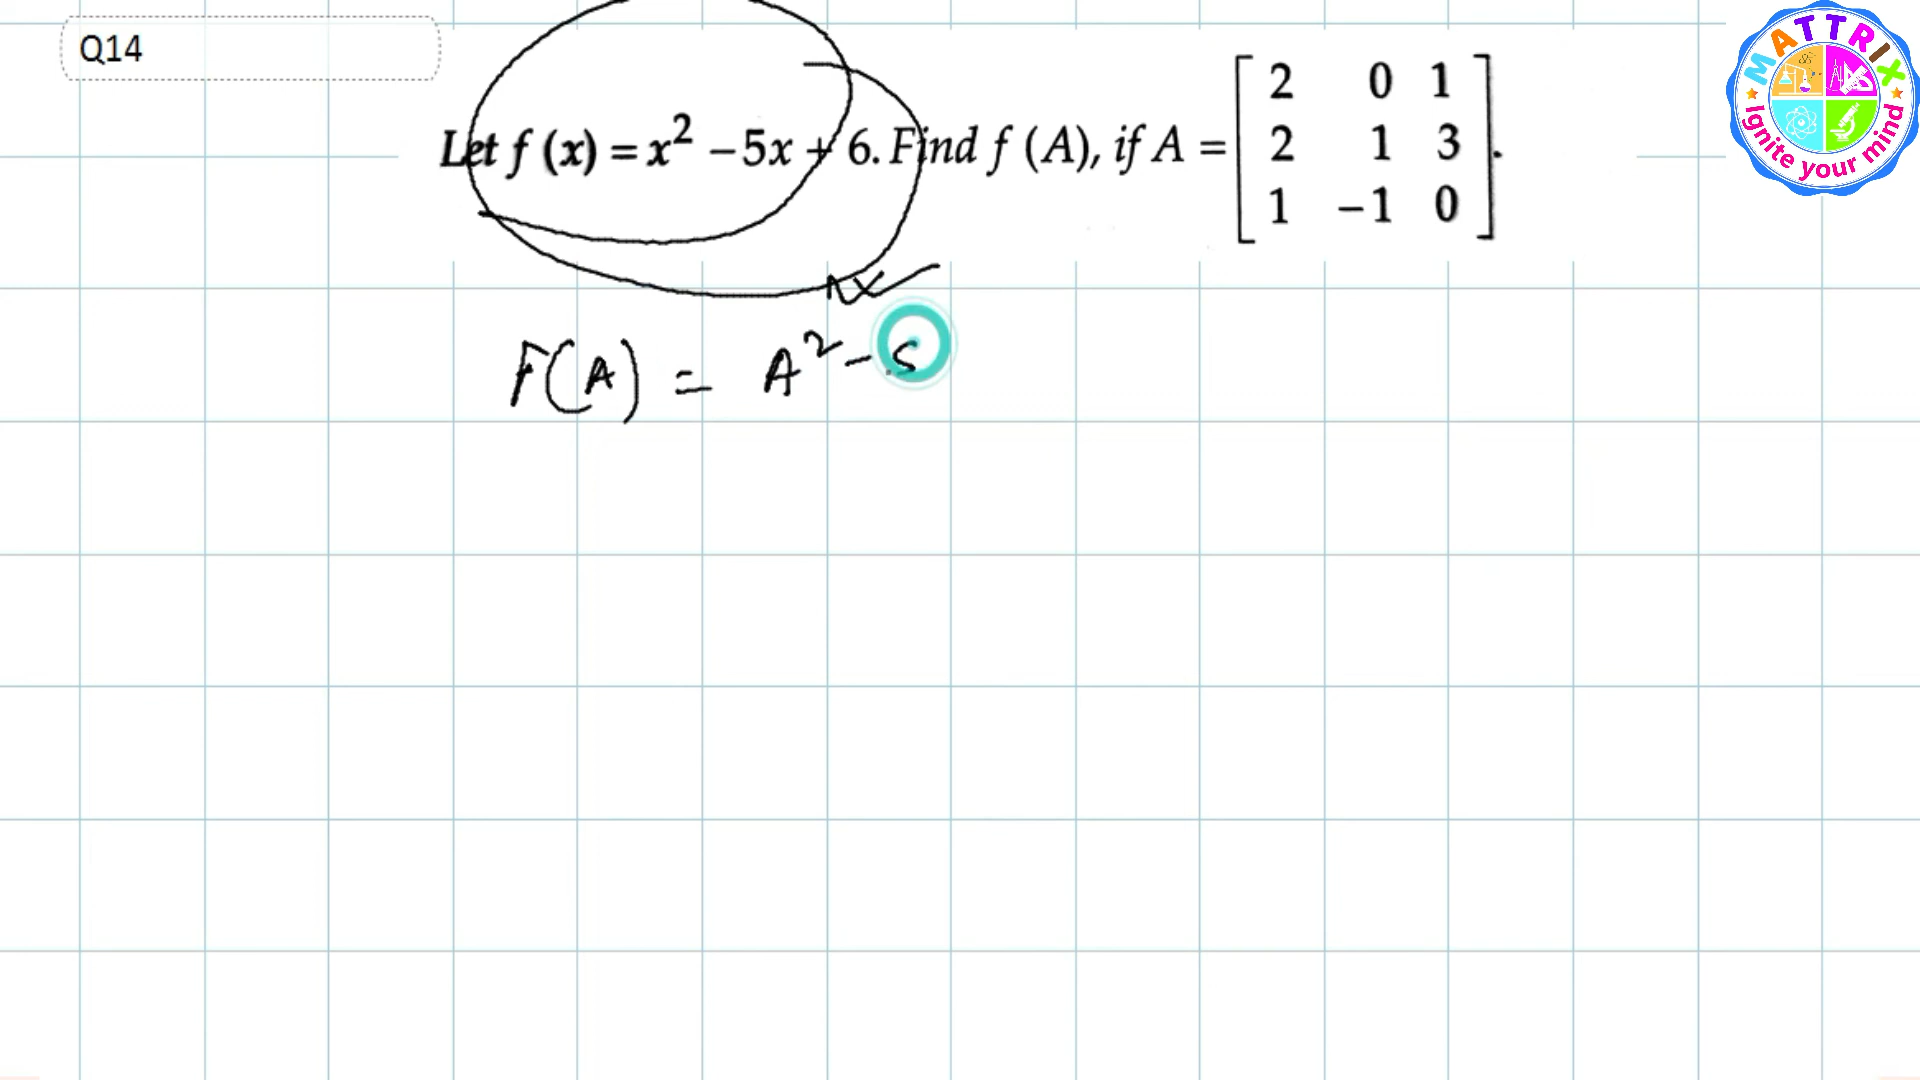 Q14
Let f (x) = x² – 5x + 6. Find f (A), if A = [2 0 1
2 1 3
1 –1 0].
F(A) = A² – 5
MATTRIX
Ignite your mind